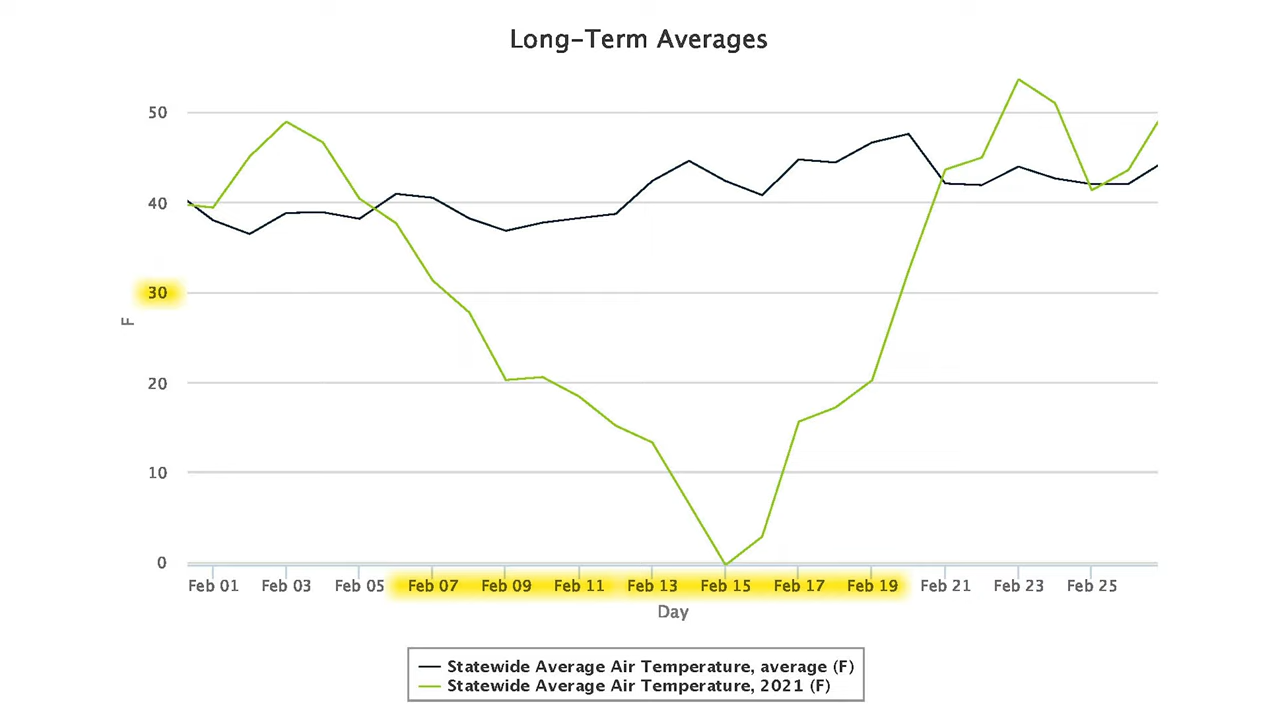 Long-Term Averages
50
40
30
20
10
0
F
Feb 01 Feb 03 Feb 05 Feb 07 Feb 09 Feb 11 Feb 13 Feb 15 Feb 17 Feb 19 Feb 21 Feb 23 Feb 25
Day
Statewide Average Air Temperature, average (F)
Statewide Average Air Temperature, 2021 (F)